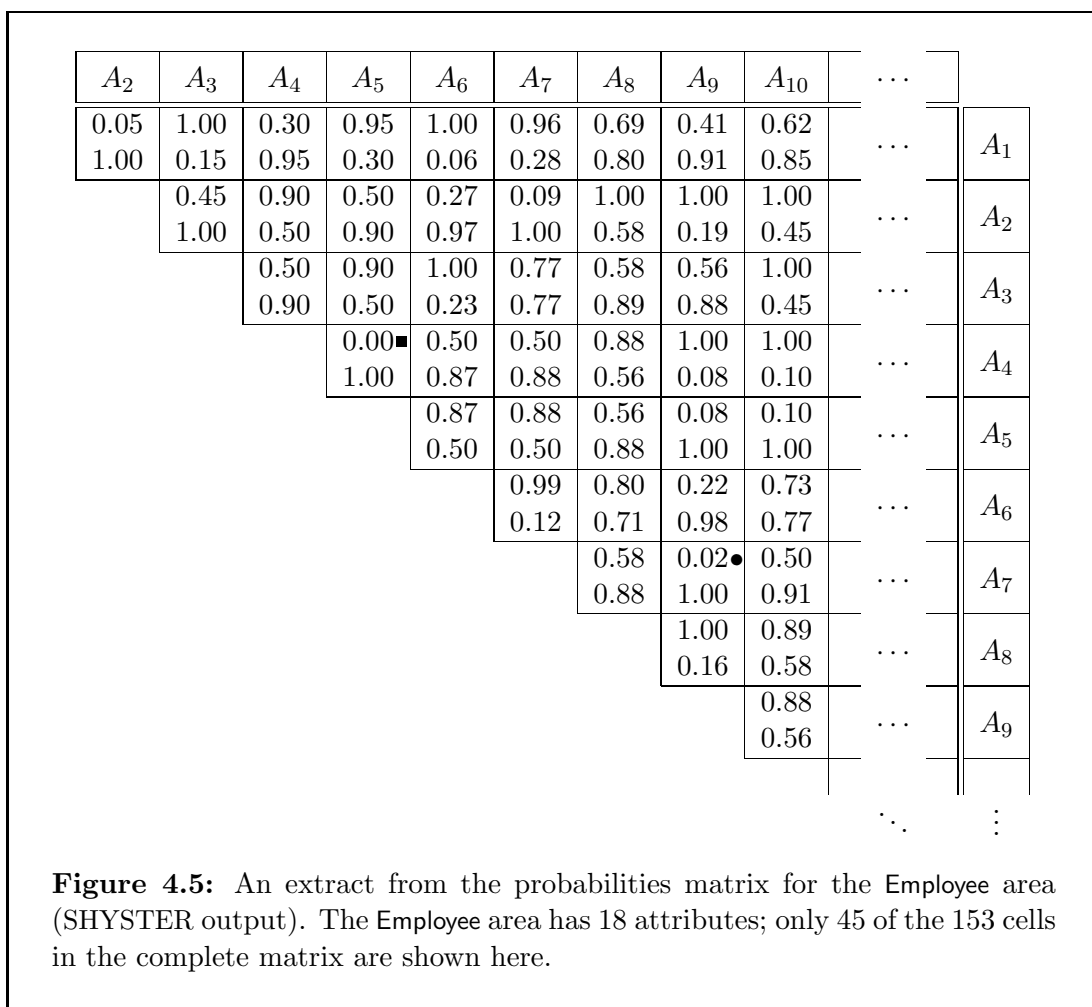 A2 A3 A4 A5 A6 A7 A8 A9 A10 ···
0.05 1.00 0.30 0.95 1.00 0.96 0.69 0.41 0.62 ··· A1
1.00 0.15 0.95 0.30 0.06 0.28 0.80 0.91 0.85
0.45 0.90 0.50 0.27 0.09 1.00 1.00 1.00 ··· A2
1.00 0.50 0.90 0.97 1.00 0.58 0.19 0.45
0.50 0.90 1.00 0.77 0.58 0.56 1.00 ··· A3
0.90 0.50 0.23 0.77 0.89 0.88 0.45
0.00■ 0.50 0.50 0.88 1.00 1.00 ··· A4
1.00 0.87 0.88 0.56 0.08 0.10
0.87 0.88 0.56 0.08 0.10 ··· A5
0.50 0.50 0.88 1.00 1.00
0.99 0.80 0.22 0.73 ··· A6
0.12 0.71 0.98 0.77
0.58 0.02● 0.50 ··· A7
0.88 1.00 0.91
1.00 0.89 ··· A8
0.16 0.58
0.88 ··· A9
0.56
⋱ ⋮
Figure 4.5: An extract from the probabilities matrix for the Employee area
(SHYSTER output). The Employee area has 18 attributes; only 45 of the 153 cells
in the complete matrix are shown here.